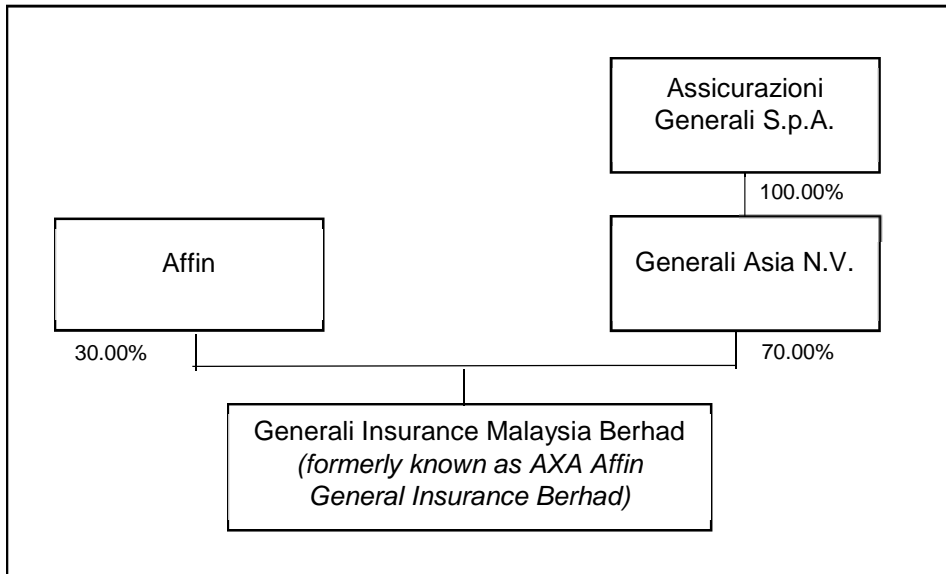 Assicurazioni
Generali S.p.A.
100.00%
Affin
Generali Asia N.V.
30.00%
70.00%
Generali Insurance Malaysia Berhad
(formerly known as AXA Affin
General Insurance Berhad)